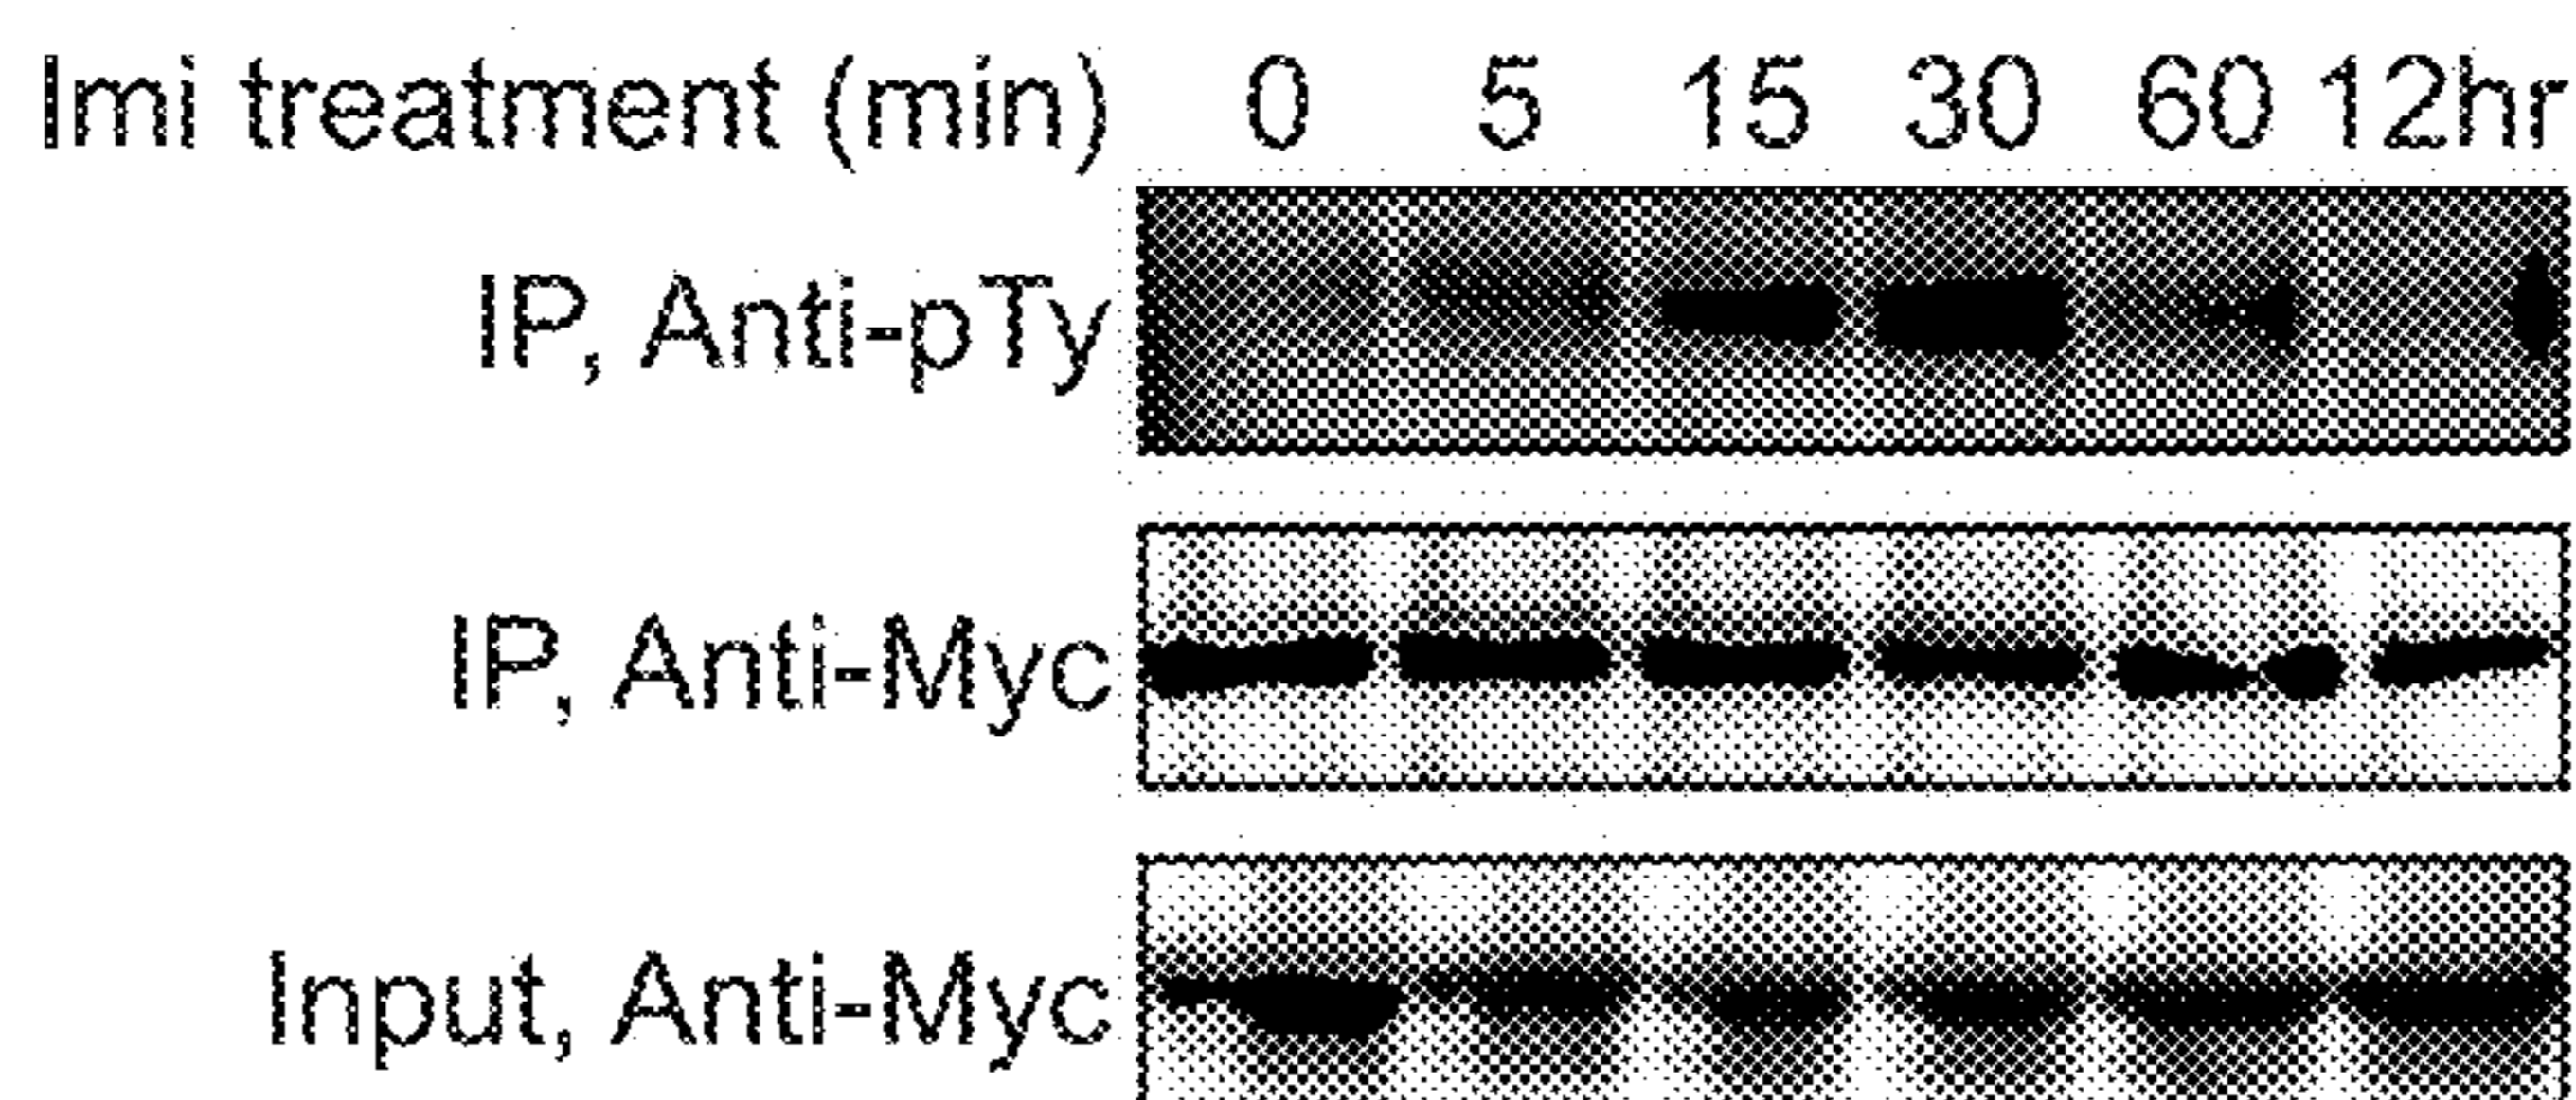 Imi treatment (min) 0 5 15 30 60 12hr
IP, Anti-pTy
IP, Anti-Myc
Input, Anti-Myc